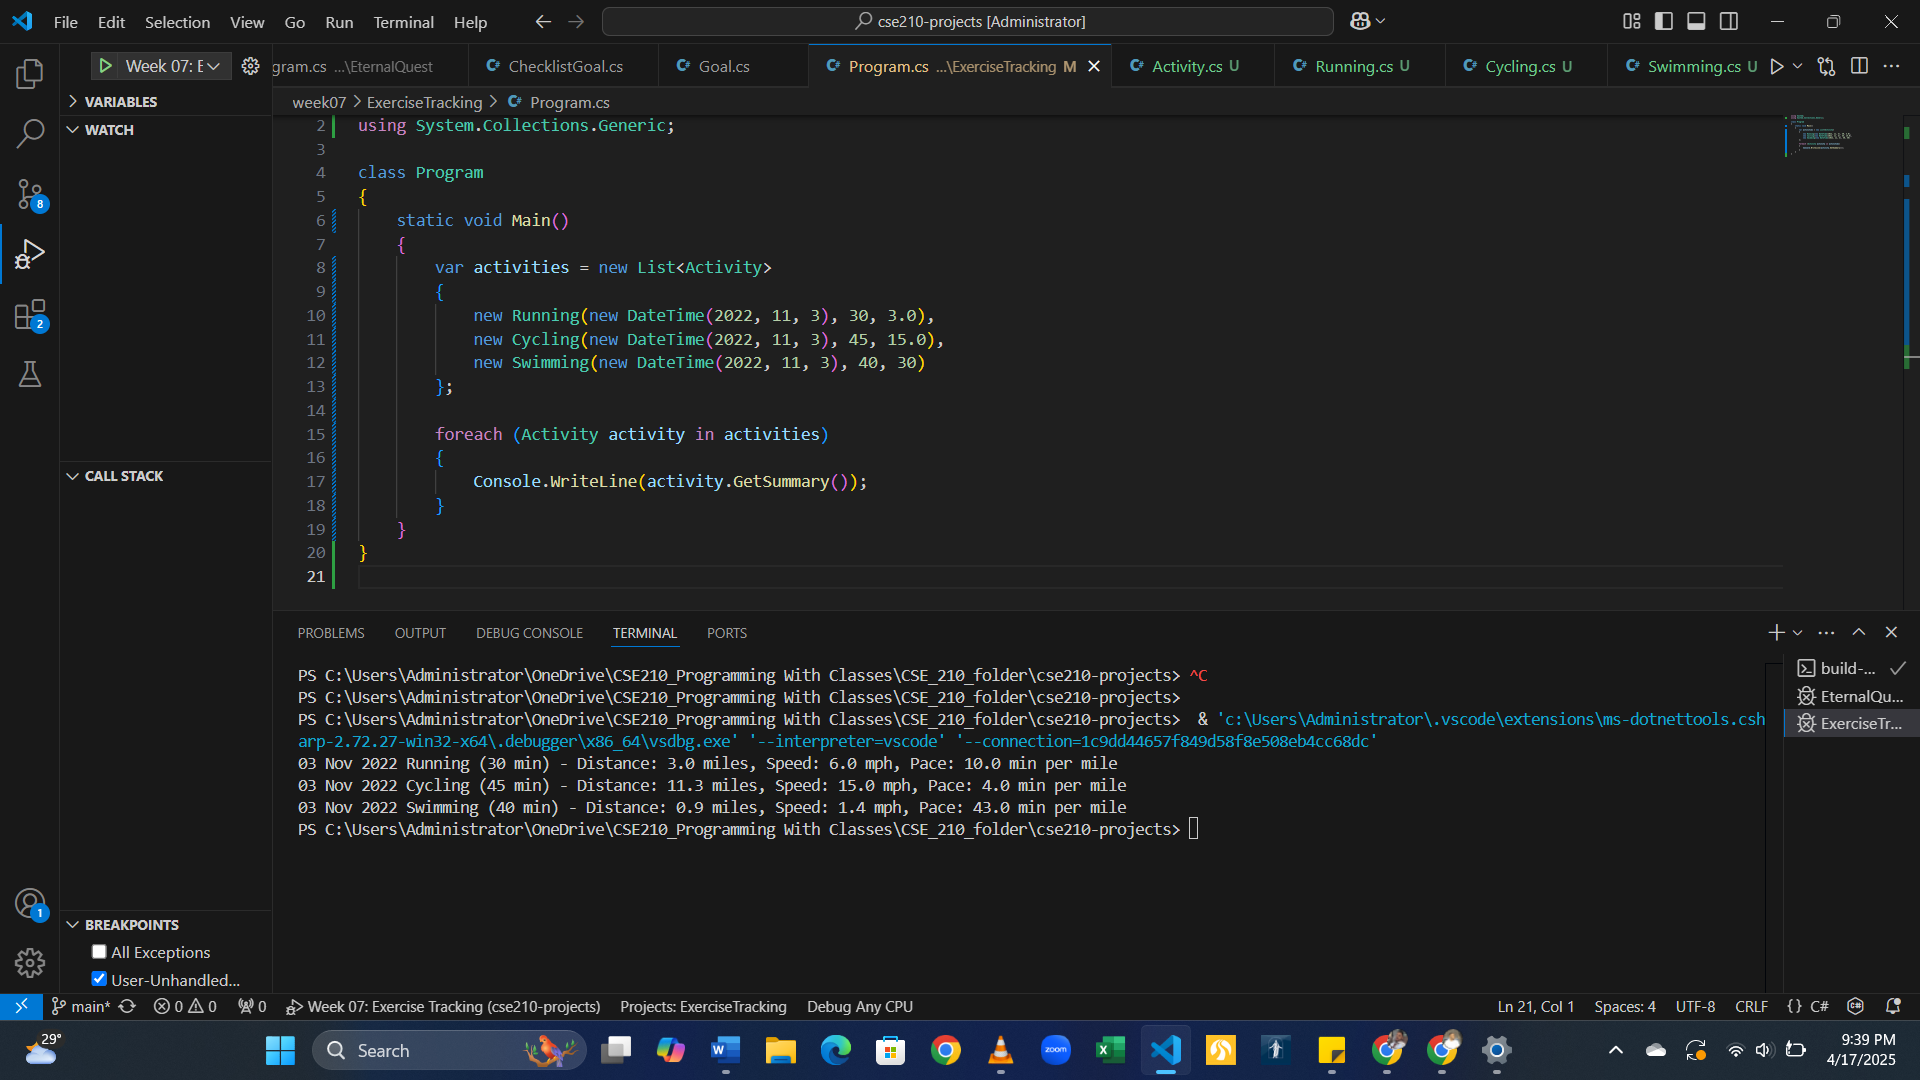 File Edit Selection View Go Run Terminal Help
cse210-projects [Administrator]
Week 07: E
gram.cs ...\EternalQuest
ChecklistGoal.cs
Goal.cs
Program.cs ...\ExerciseTracking M
Activity.cs U
Running.cs U
Cycling.cs U
Swimming.cs U
VARIABLES
WATCH
CALL STACK
BREAKPOINTS
All Exceptions
User-Unhandled...
8
2
1
week07 > ExerciseTracking > Program.cs
2 using System.Collections.Generic;
3
4 class Program
5 {
6 static void Main()
7 {
8 var activities = new List<Activity>
9 {
10 new Running(new DateTime(2022, 11, 3), 30, 3.0),
11 new Cycling(new DateTime(2022, 11, 3), 45, 15.0),
12 new Swimming(new DateTime(2022, 11, 3), 40, 30)
13 };
14
15 foreach (Activity activity in activities)
16 {
17 Console.WriteLine(activity.GetSummary());
18 }
19 }
20 }
21
PROBLEMS OUTPUT DEBUG CONSOLE TERMINAL PORTS
PS C:\Users\Administrator\OneDrive\CSE210_Programming With Classes\CSE_210_folder\cse210-projects> ^C
PS C:\Users\Administrator\OneDrive\CSE210_Programming With Classes\CSE_210_folder\cse210-projects>
PS C:\Users\Administrator\OneDrive\CSE210_Programming With Classes\CSE_210_folder\cse210-projects> & 'c:\Users\Administrator\.vscode\extensions\ms-dotnettools.csh
arp-2.72.27-win32-x64\.debugger\x86_64\vsdbg.exe' '--interpreter=vscode' '--connection=1c9dd44657f849d58f8e508eb4cc68dc'
03 Nov 2022 Running (30 min) - Distance: 3.0 miles, Speed: 6.0 mph, Pace: 10.0 min per mile
03 Nov 2022 Cycling (45 min) - Distance: 11.3 miles, Speed: 15.0 mph, Pace: 4.0 min per mile
03 Nov 2022 Swimming (40 min) - Distance: 0.9 miles, Speed: 1.4 mph, Pace: 43.0 min per mile
PS C:\Users\Administrator\OneDrive\CSE210_Programming With Classes\CSE_210_folder\cse210-projects>
build-...
EternalQu...
ExerciseTr...
main* 0 0 0 Week 07: Exercise Tracking (cse210-projects) Projects: ExerciseTracking Debug Any CPU
Ln 21, Col 1 Spaces: 4 UTF-8 CRLF {} C#
29°
Search
zoom
9:39 PM
4/17/2025